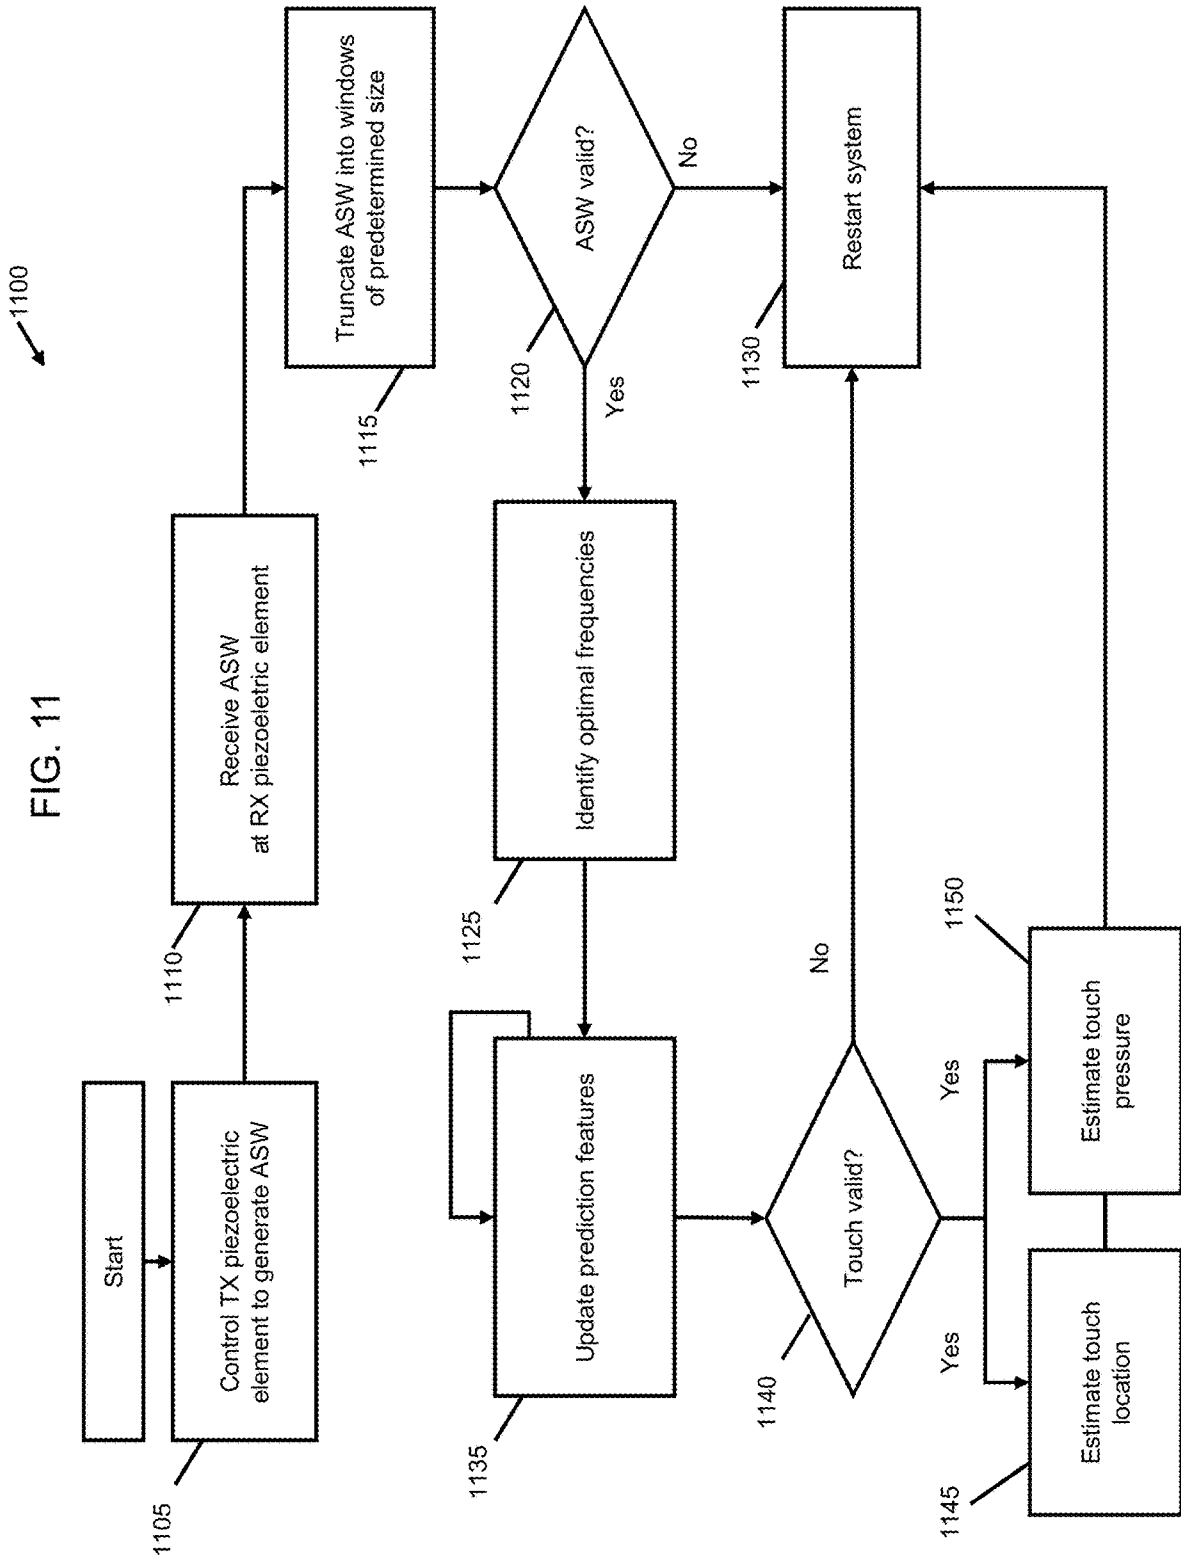 FIG. 11
1100
Start
Control TX piezoelectric
element to generate ASW
1105
Receive ASW
at RX piezoeletric element
1110
Truncate ASW into windows
of predetermined size
1115
ASW valid?
1120
Yes
No
Identify optimal frequencies
1125
Restart system
1130
Update prediction features
1135
Touch valid?
1140
No
Yes
Yes
Estimate touch
location
1145
Estimate touch
pressure
1150